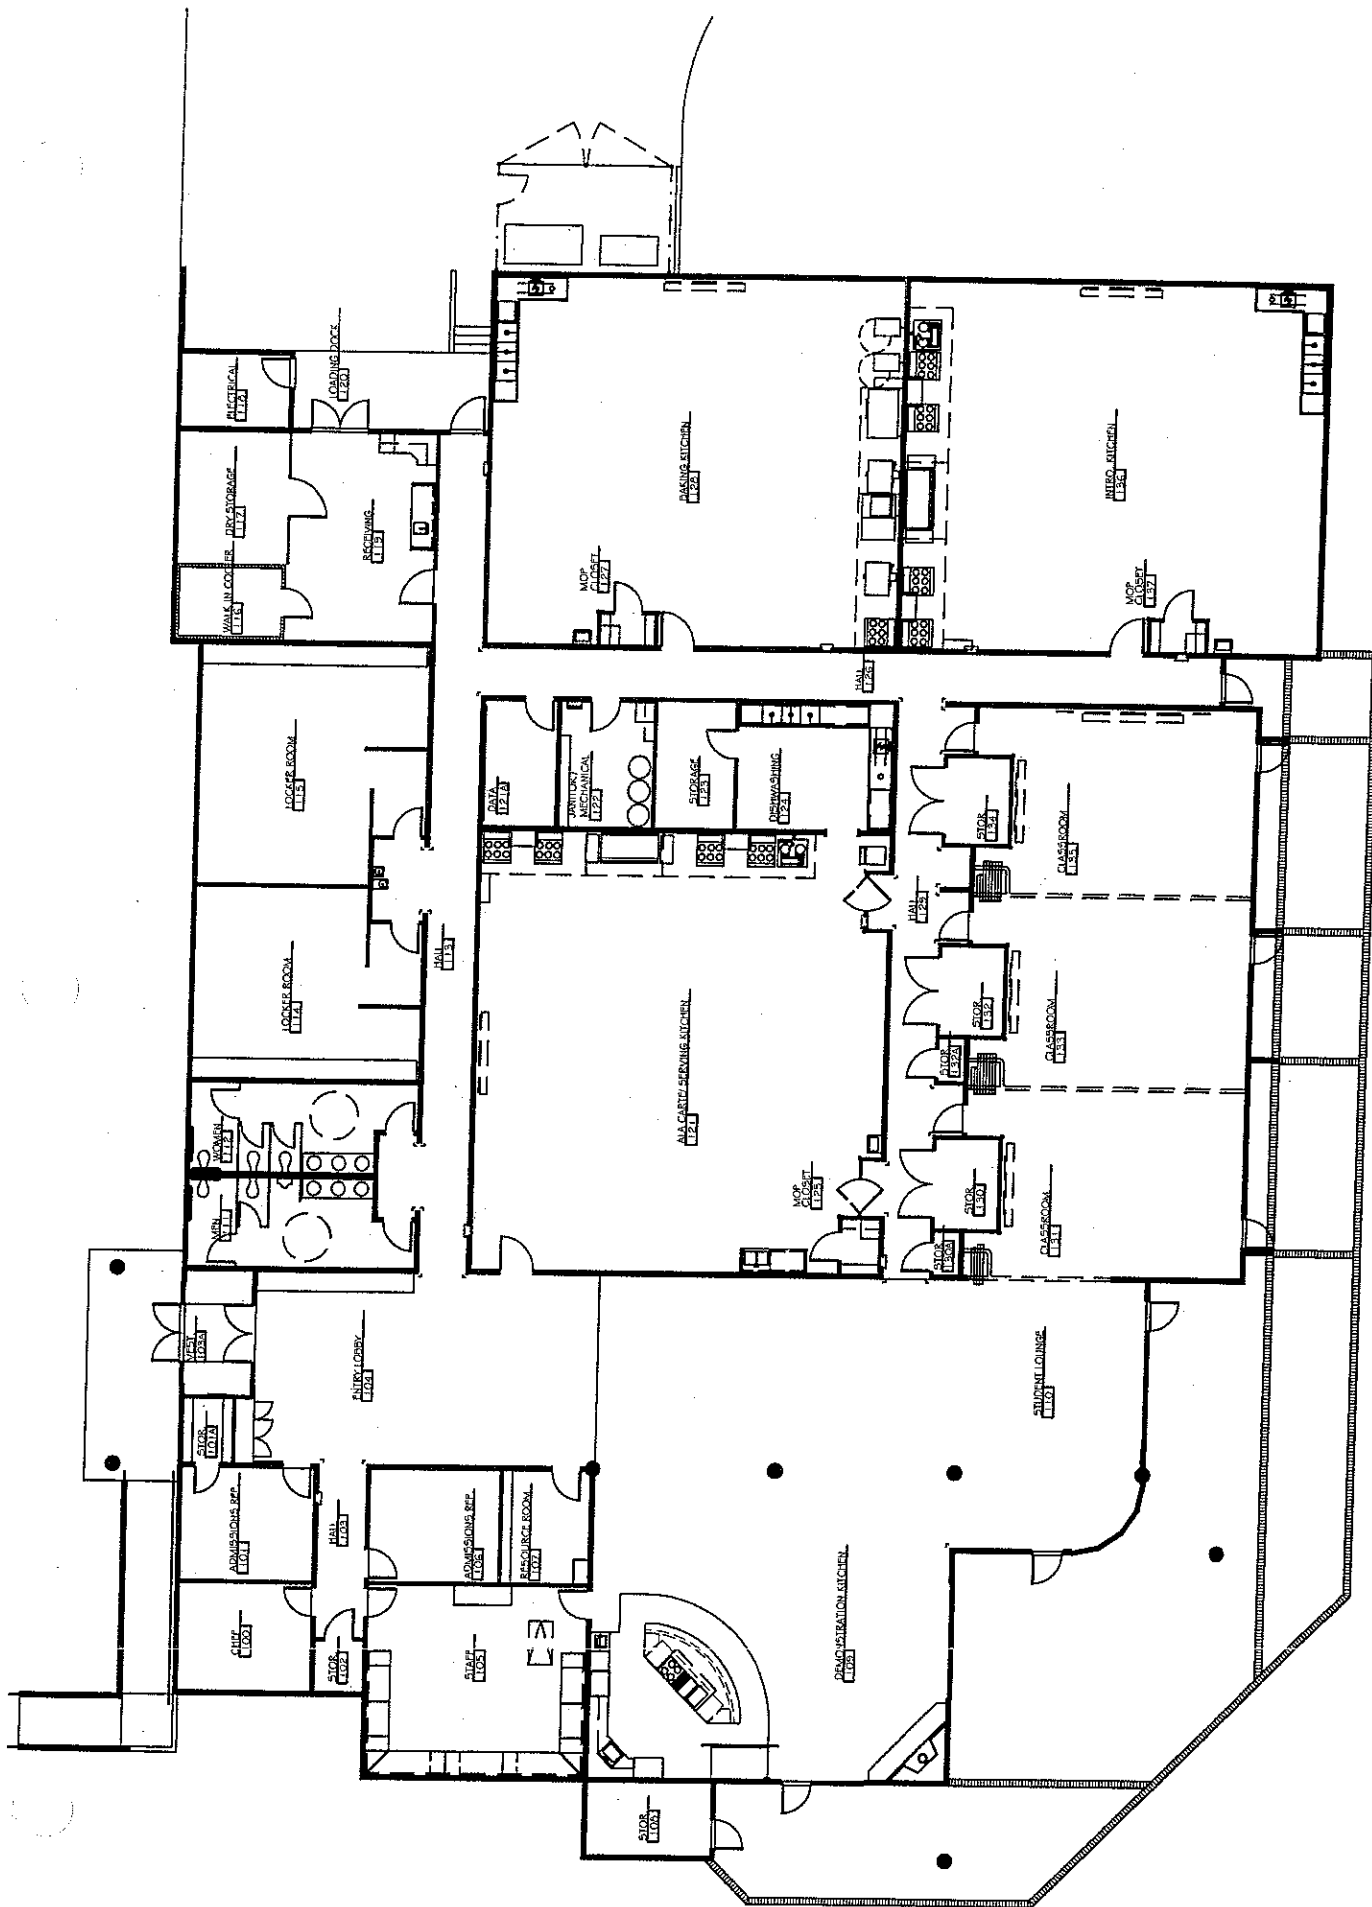 ELECTRICAL
118
LOADING DOCK
120
DRY STORAGE
117
WALK IN COOLER
116
RECEIVING
119
BAKING KITCHEN
128
MOP
CLOSET
127
INTRO. KITCHEN
136
MOP
CLOSET
137
HALL
126
LOCKER ROOM
115
LOCKER ROOM
114
HALL
113
DATA
121A
JANITOR/
MECHANICAL
122
STORAGE
123
DISHWASHING
124
STOR
134
CLASSROOM
135
HALL
129
STOR
132
CLASSROOM
133
STOR
132A
ALA CARTE/ SERVING KITCHEN
121
MOP
CLOSET
125
STOR
130
STOR
130A
CLASSROOM
131
WOMEN
112
MEN
111
VEST
103A
ENTRY LOBBY
104
STOR
101A
STUDENT LOUNGE
110
ADMISSIONS REP
101
HALL
103
ADMISSIONS REP
106
RESOURCE ROOM
107
CHEF
100
STOR
102
STAFF
105
DEMONSTRATION KITCHEN
109
STOR